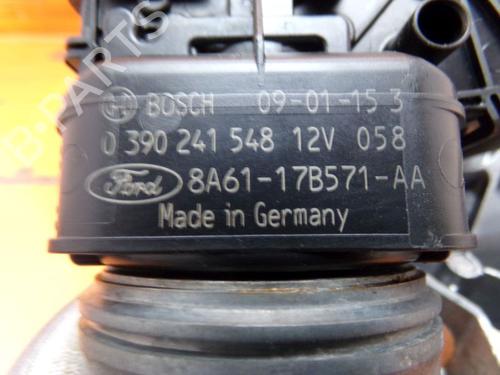 BOSCH 09-01-15 3
0 390 241 548 12V 058
Ford 8A61-17B571-AA
Made in Germany
B-PARTS